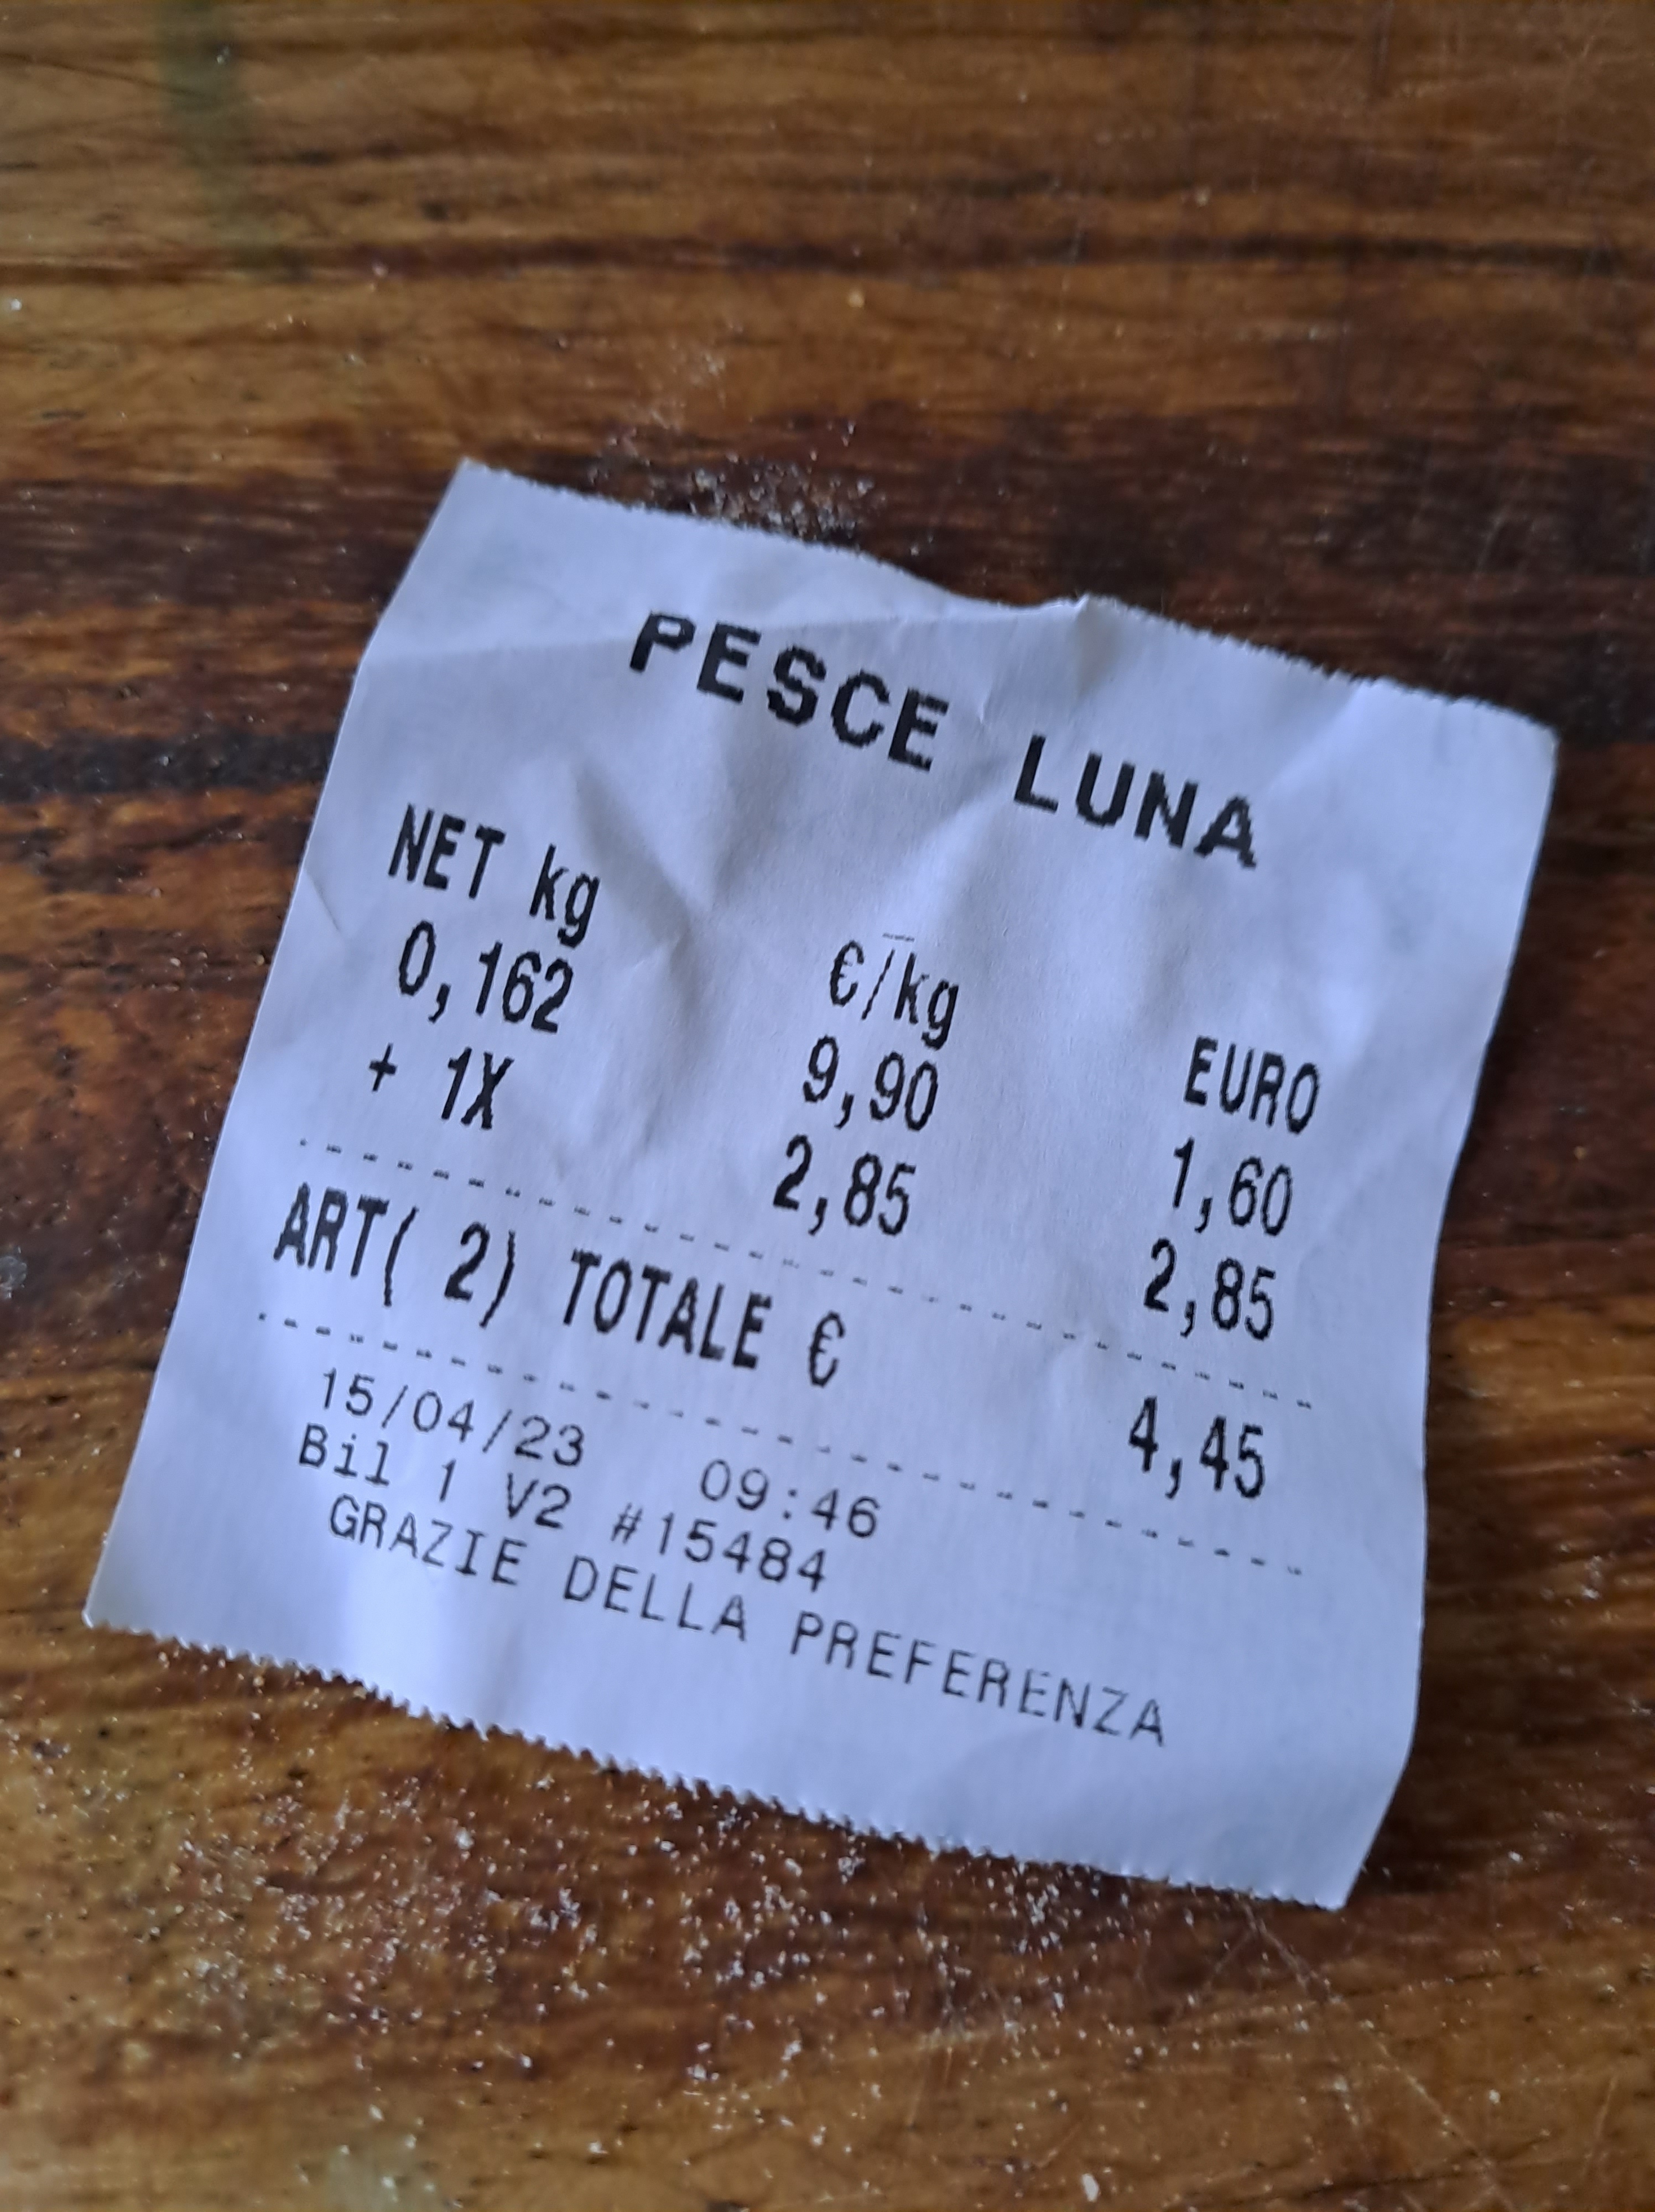 PESCE LUNA
NET kg €/kg EURO
0,162 9,90 1,60
+ 1X 2,85 2,85
ART( 2) TOTALE € 4,45
15/04/23 09:46
Bil 1 V2 #15484
GRAZIE DELLA PREFERENZA